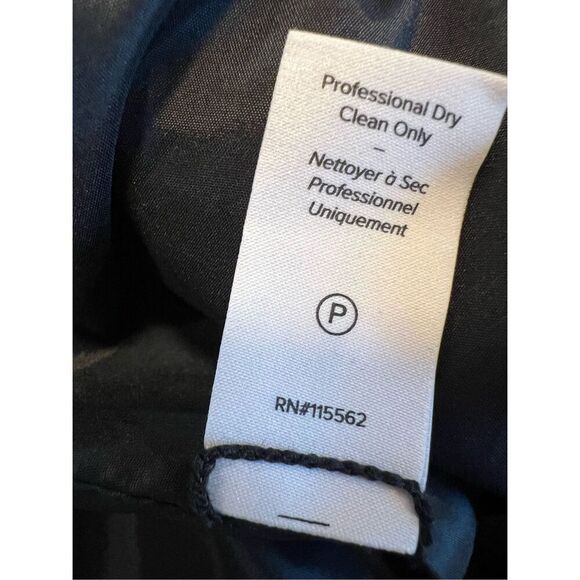 Professional Dry
Clean Only
–
Nettoyer à Sec
Professionnel
Uniquement
P
RN#115562